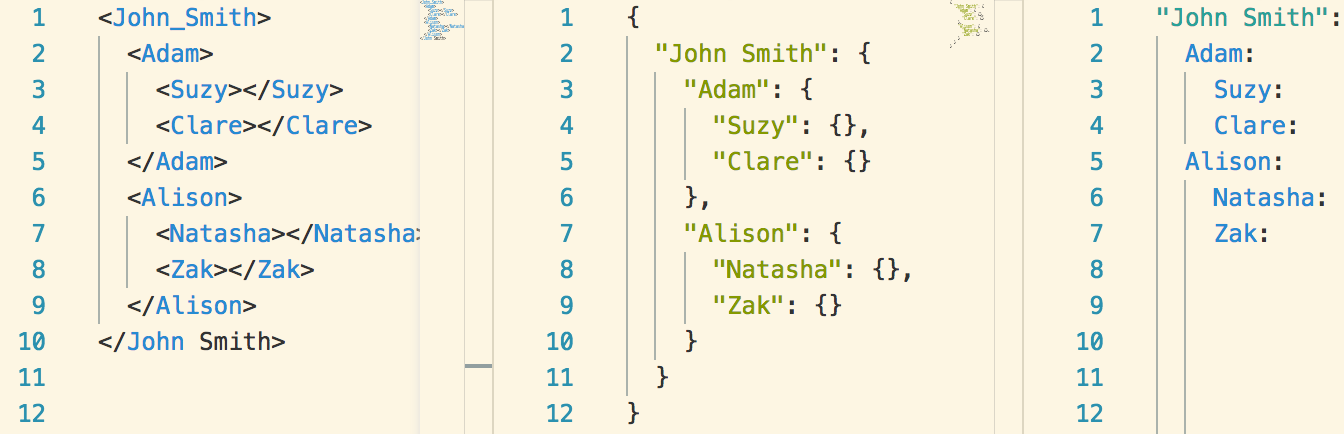 1 <John_Smith>
2 <Adam>
3 <Suzy></Suzy>
4 <Clare></Clare>
5 </Adam>
6 <Alison>
7 <Natasha></Natasha>
8 <Zak></Zak>
9 </Alison>
10 </John Smith>
11
12
1 {
2 "John Smith": {
3 "Adam": {
4 "Suzy": {},
5 "Clare": {}
6 },
7 "Alison": {
8 "Natasha": {},
9 "Zak": {}
10 }
11 }
12 }
1 "John Smith":
2 Adam:
3 Suzy:
4 Clare:
5 Alison:
6 Natasha:
7 Zak:
8
9
10
11
12